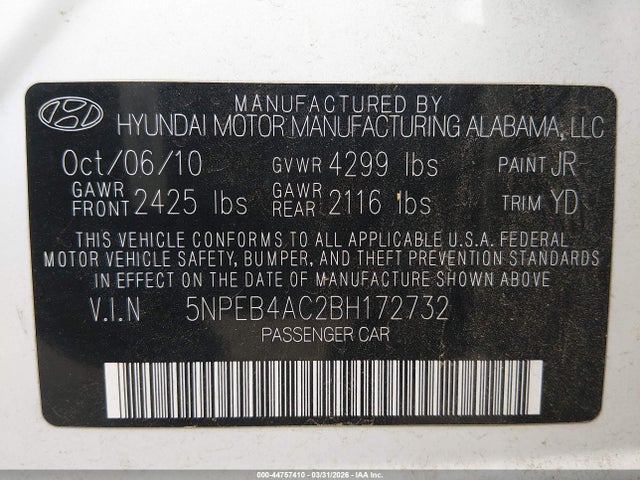 MANUFACTURED BY
HYUNDAI MOTOR MANUFACTURING ALABAMA, LLC
Oct/06/10 GVWR 4299 lbs PAINT JR
GAWR FRONT 2425 lbs GAWR REAR 2116 lbs TRIM YD
THIS VEHICLE CONFORMS TO ALL APPLICABLE U.S.A. FEDERAL
MOTOR VEHICLE SAFETY, BUMPER, AND THEFT PREVENTION STANDARDS
IN EFFECT ON THE DATE OF MANUFACTURE SHOWN ABOVE
V.I.N 5NPEB4AC2BH172732
PASSENGER CAR
000-44757410 - 03/31/2026 - IAA Inc.